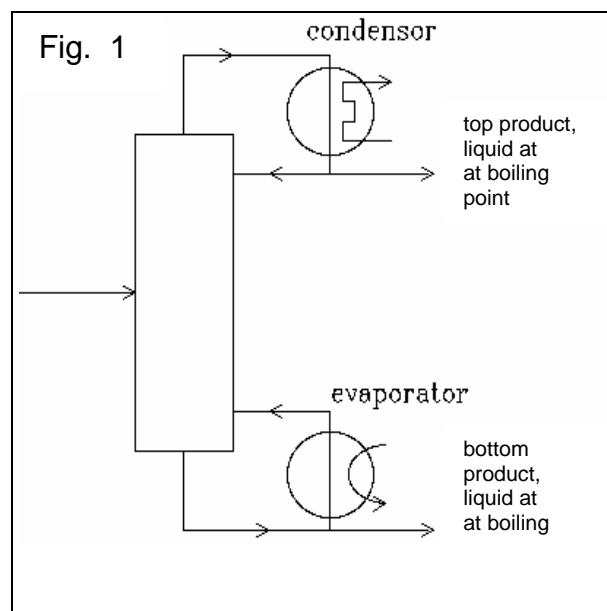 Fig. 1
condensor
top product,
liquid at
at boiling
point
evaporator
bottom
product,
liquid at
at boiling